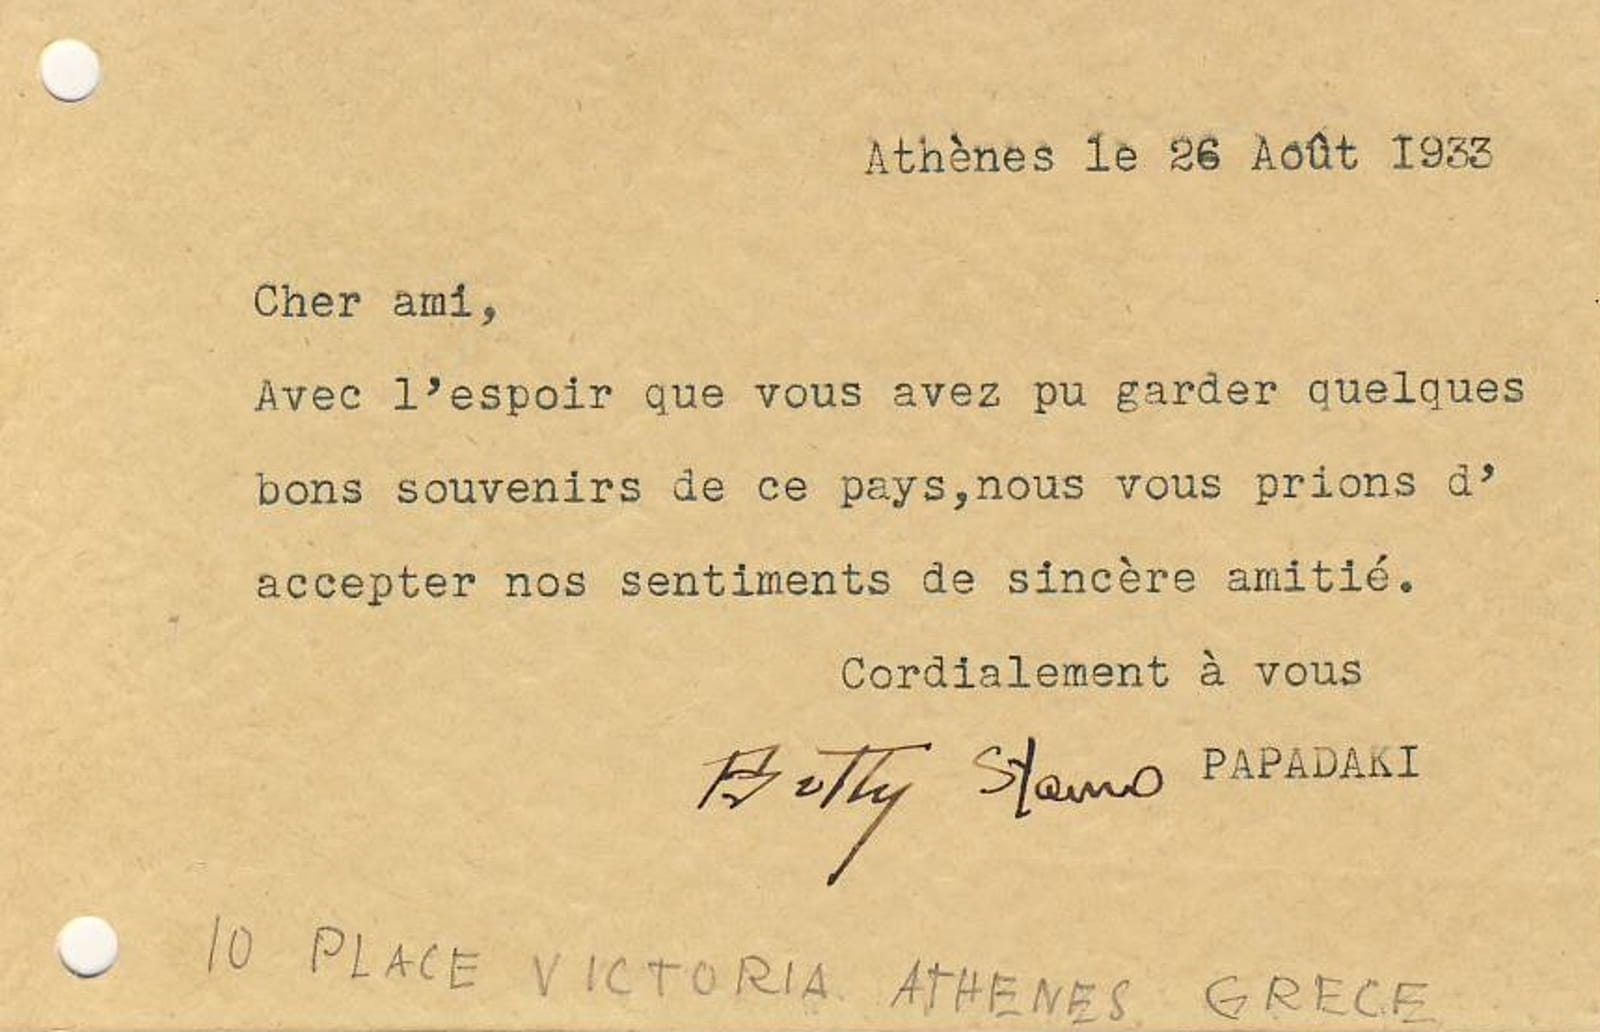 Athènes le 26 Août I933
Cher ami,
Avec l’espoir que vous avez pu garder quelques
bons souvenirs de ce pays,nous vous prions d’
accepter nos sentiments de sincère amitié.
Cordialement à vous
Betty Stamo PAPADAKI
10 PLACE VICTORIA ATHENES GRECE